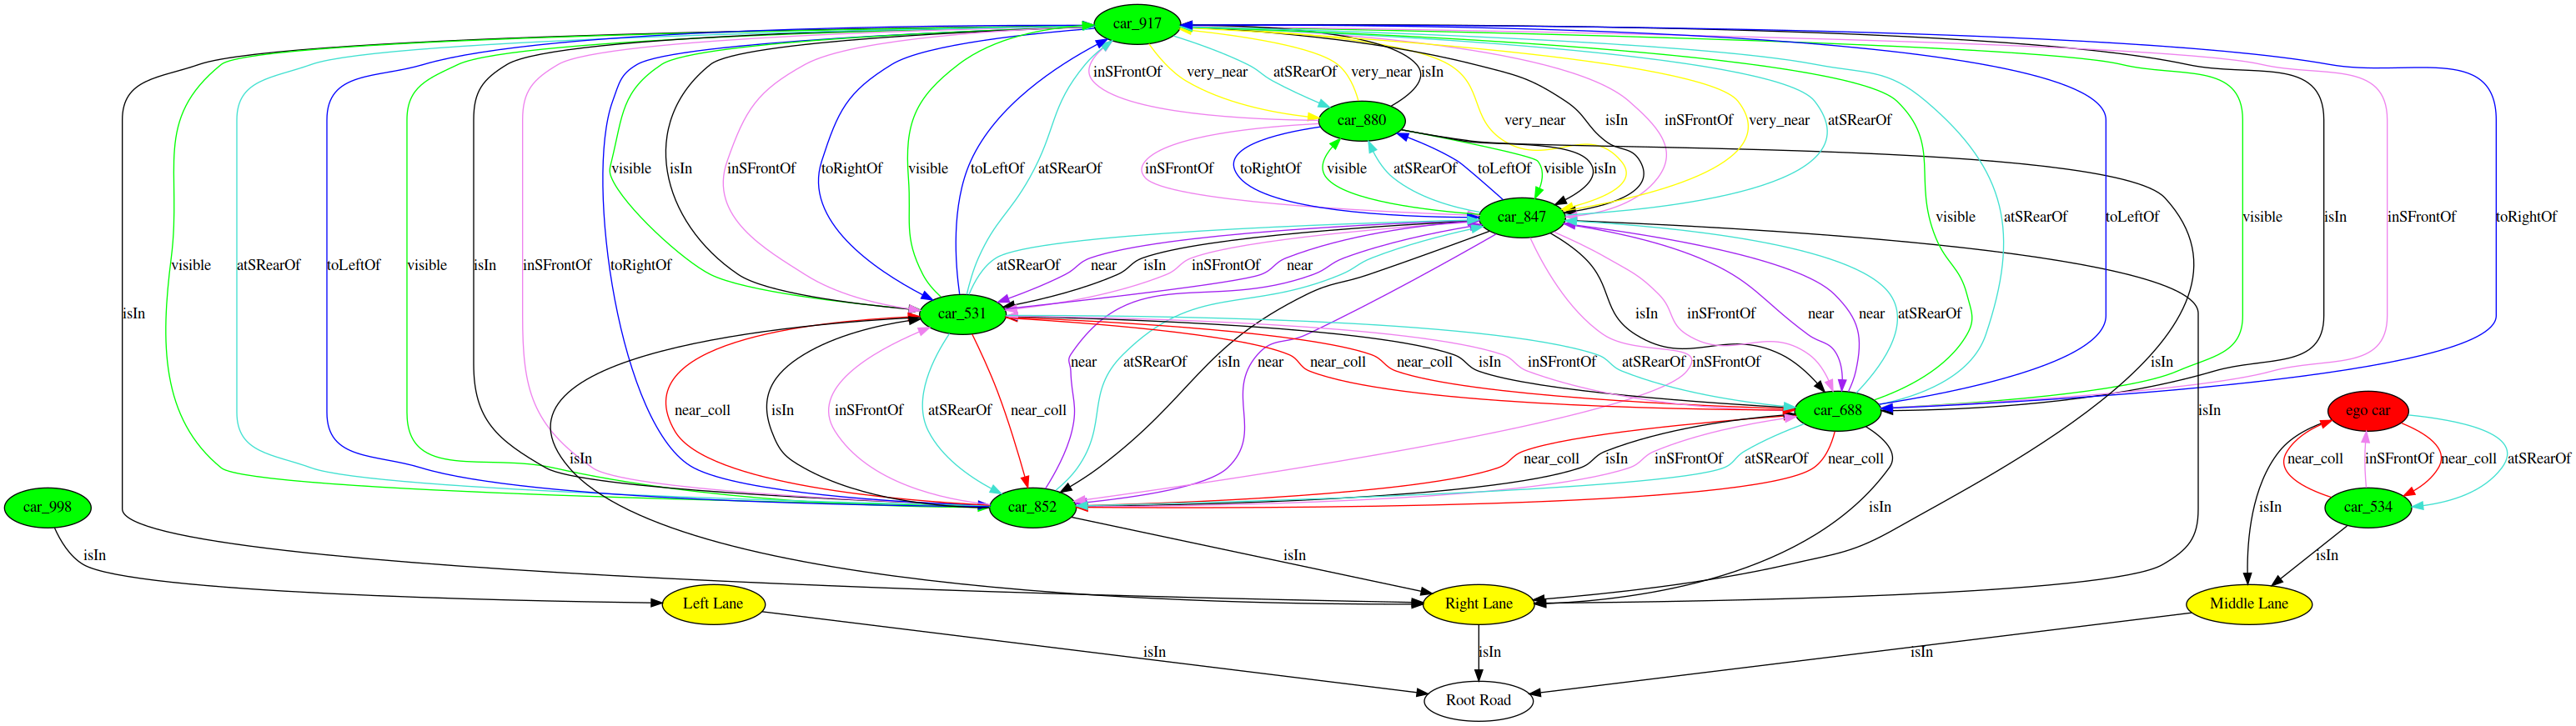 car_917
inSFrontOf very_near atSRearOf very_near isIn
car_880
very_near isIn inSFrontOf very_near atSRearOf
visible isIn inSFrontOf toRightOf visible toLeftOf atSRearOf inSFrontOf toRightOf visible atSRearOf toLeftOf visible isIn
car_847
visible atSRearOf toLeftOf visible isIn inSFrontOf toRightOf
visible atSRearOf toLeftOf visible isIn inSFrontOf toRightOf atSRearOf near isIn inSFrontOf near
isIn car_531 isIn inSFrontOf near near atSRearOf
near atSRearOf isIn near near_coll near_coll isIn inSFrontOf atSRearOf inSFrontOf isIn
near_coll isIn inSFrontOf atSRearOf near_coll car_688 isIn ego car
isIn near_coll isIn inSFrontOf atSRearOf near_coll near_coll inSFrontOf near_coll atSRearOf
car_998 car_852 isIn isIn car_534
isIn isIn isIn
Left Lane Right Lane Middle Lane
isIn isIn isIn
Root Road